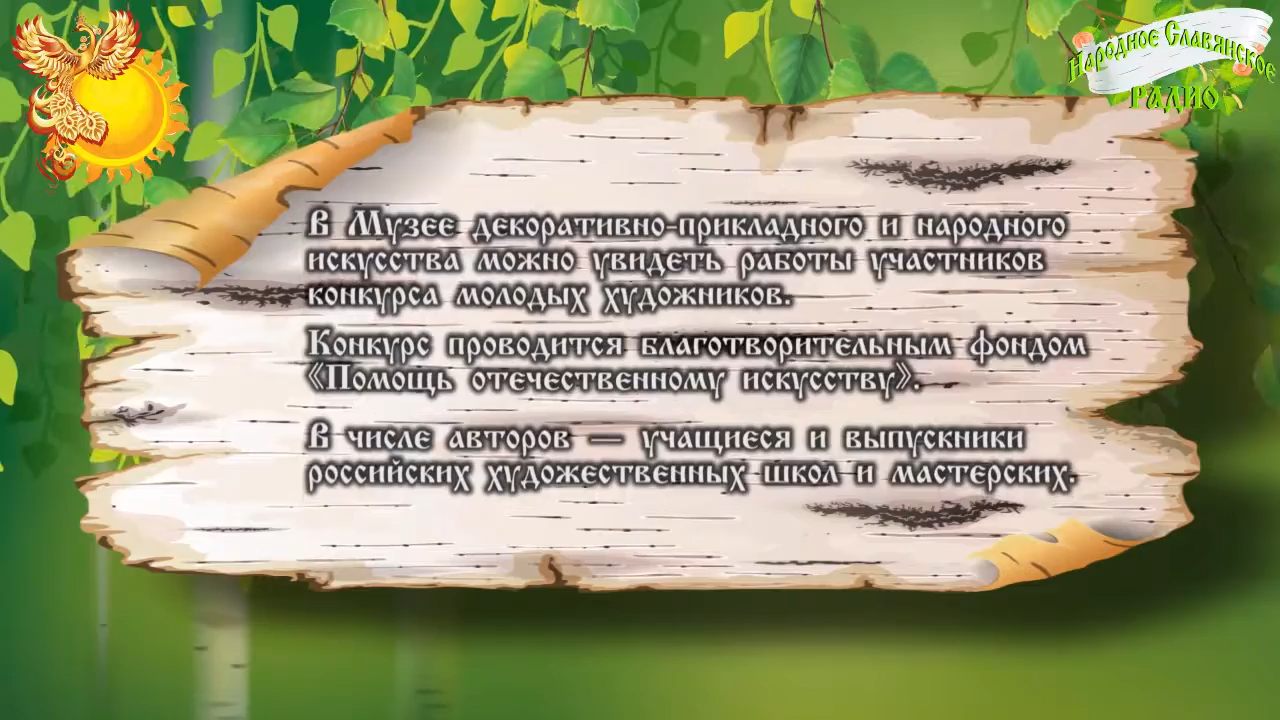 Народное Славянское
Радио
В Музее декоративно-прикладного и народного
искусства можно увидеть работы участников
конкурса молодых художников.
Конкурс проводится благотворительным фондом
«Помощь отечественному искусству».
В числе авторов — учащиеся и выпускники
российских художественных школ и мастерских.